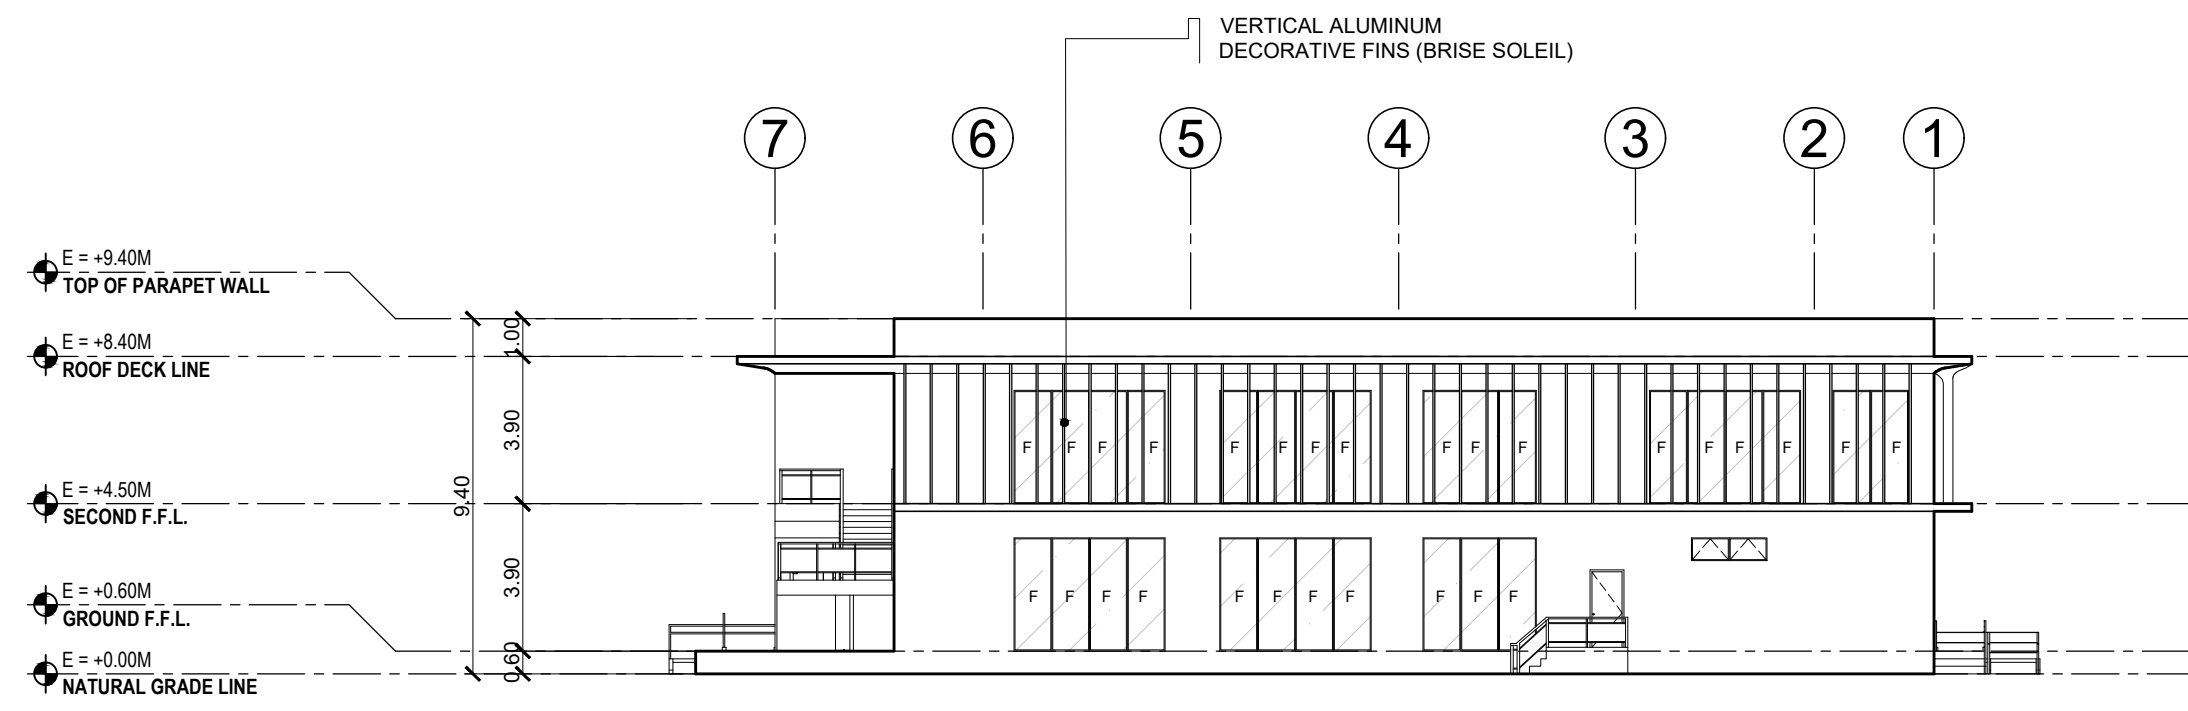 VERTICAL ALUMINUM
DECORATIVE FINS (BRISE SOLEIL)
7 6 5 4 3 2 1
E = +9.40M
TOP OF PARAPET WALL
1.00
E = +8.40M
ROOF DECK LINE
3.90
F F F F F F F F F F F F F F F F F
9.40
E = +4.50M
SECOND F.F.L.
3.90
F F F F F F F F F F F
E = +0.60M
GROUND F.F.L.
0.60
E = +0.00M
NATURAL GRADE LINE